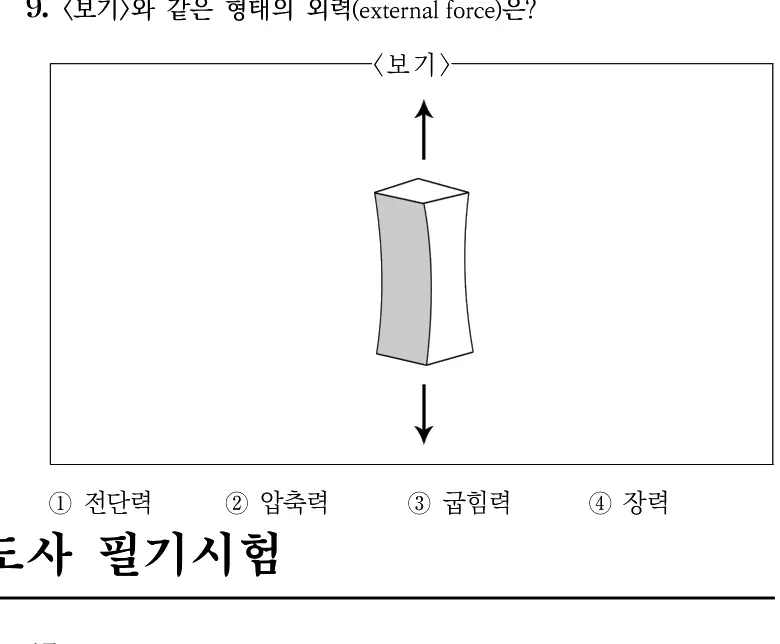 9. 〈보기〉와 같은 형태의 외력(external force)은?
〈보기〉
① 전단력 ② 압축력 ③ 굽힘력 ④ 장력
도사 필기시험